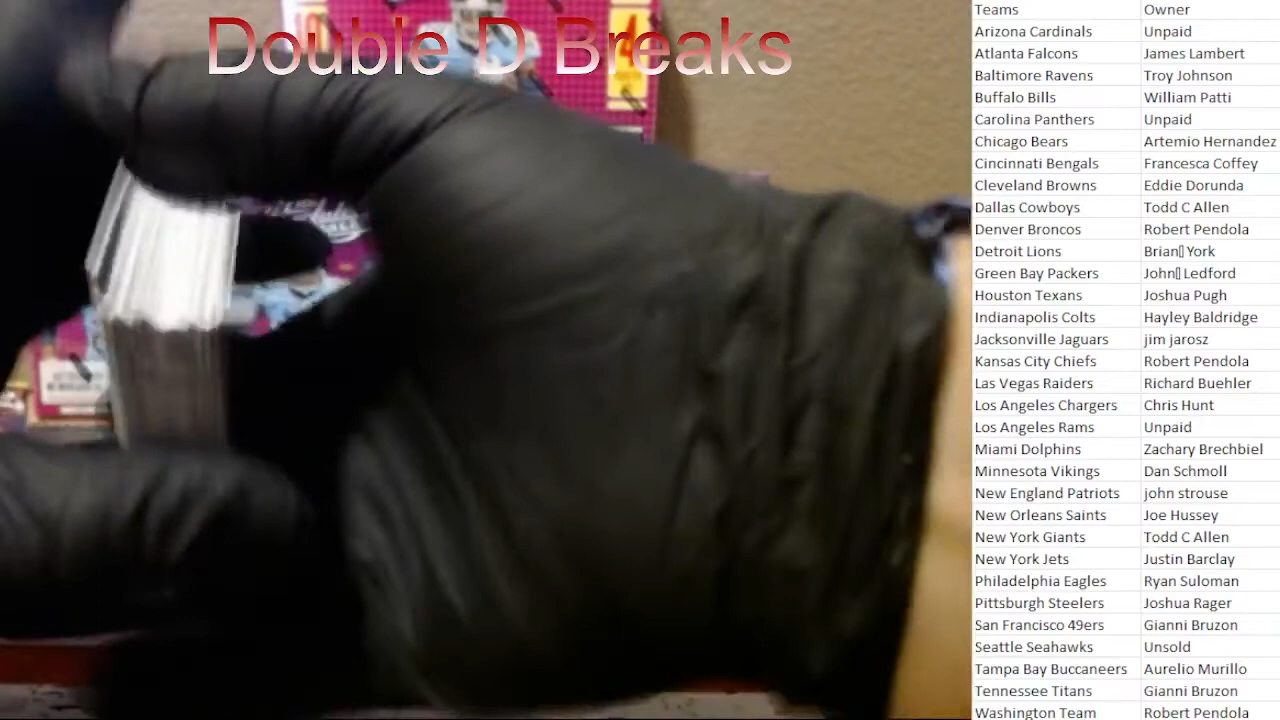 Double D Breaks
Teams Owner
Arizona Cardinals Unpaid
Atlanta Falcons James Lambert
Baltimore Ravens Troy Johnson
Buffalo Bills William Patti
Carolina Panthers Unpaid
Chicago Bears Artemio Hernandez
Cincinnati Bengals Francesca Coffey
Cleveland Browns Eddie Dorunda
Dallas Cowboys Todd C Allen
Denver Broncos Robert Pendola
Detroit Lions Brian▯York
Green Bay Packers John▯Ledford
Houston Texans Joshua Pugh
Indianapolis Colts Hayley Baldridge
Jacksonville Jaguars jim jarosz
Kansas City Chiefs Robert Pendola
Las Vegas Raiders Richard Buehler
Los Angeles Chargers Chris Hunt
Los Angeles Rams Unpaid
Miami Dolphins Zachary Brechbiel
Minnesota Vikings Dan Schmoll
New England Patriots john strouse
New Orleans Saints Joe Hussey
New York Giants Todd C Allen
New York Jets Justin Barclay
Philadelphia Eagles Ryan Suloman
Pittsburgh Steelers Joshua Rager
San Francisco 49ers Gianni Bruzon
Seattle Seahawks Unsold
Tampa Bay Buccaneers Aurelio Murillo
Tennessee Titans Gianni Bruzon
Washington Team Robert Pendola